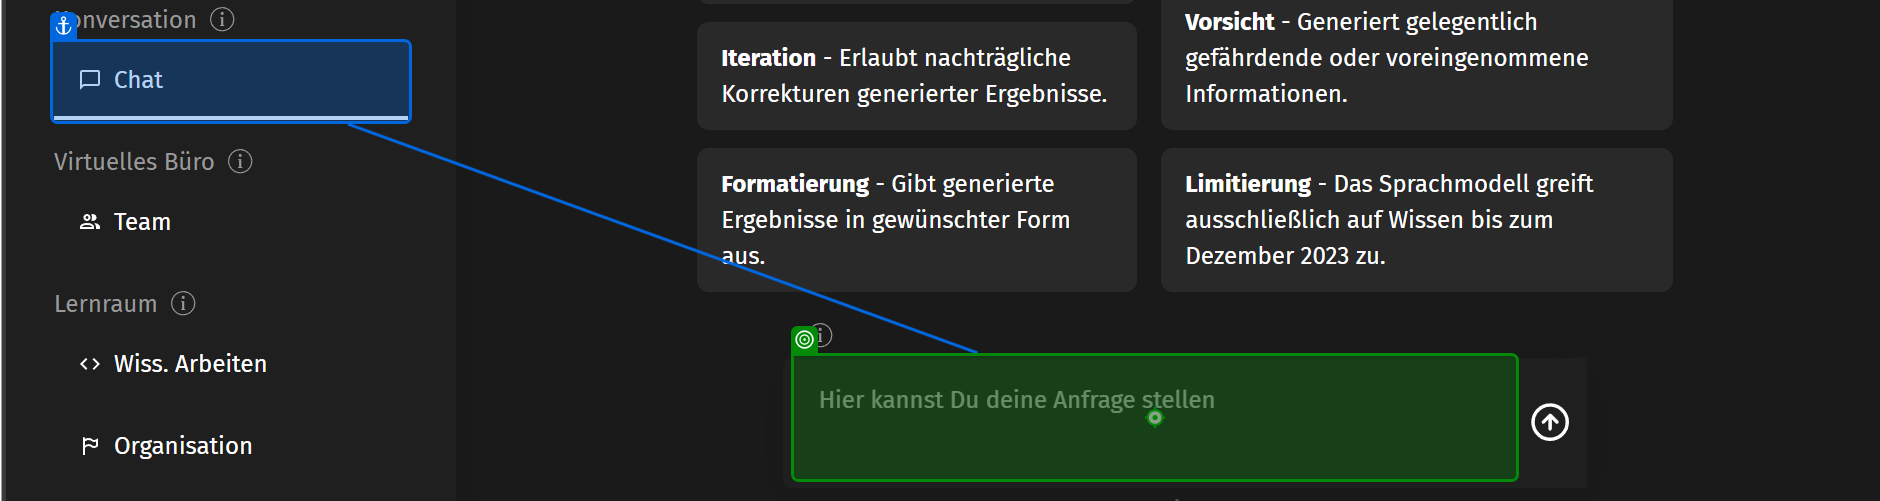 Konversation
Chat
Virtuelles Büro
Team
Lernraum
Wiss. Arbeiten
Organisation
Iteration - Erlaubt nachträgliche
Korrekturen generierter Ergebnisse.
Formatierung - Gibt generierte
Ergebnisse in gewünschter Form
aus.
Vorsicht - Generiert gelegentlich
gefährdende oder voreingenommene
Informationen.
Limitierung - Das Sprachmodell greift
ausschließlich auf Wissen bis zum
Dezember 2023 zu.
Hier kannst Du deine Anfrage stellen